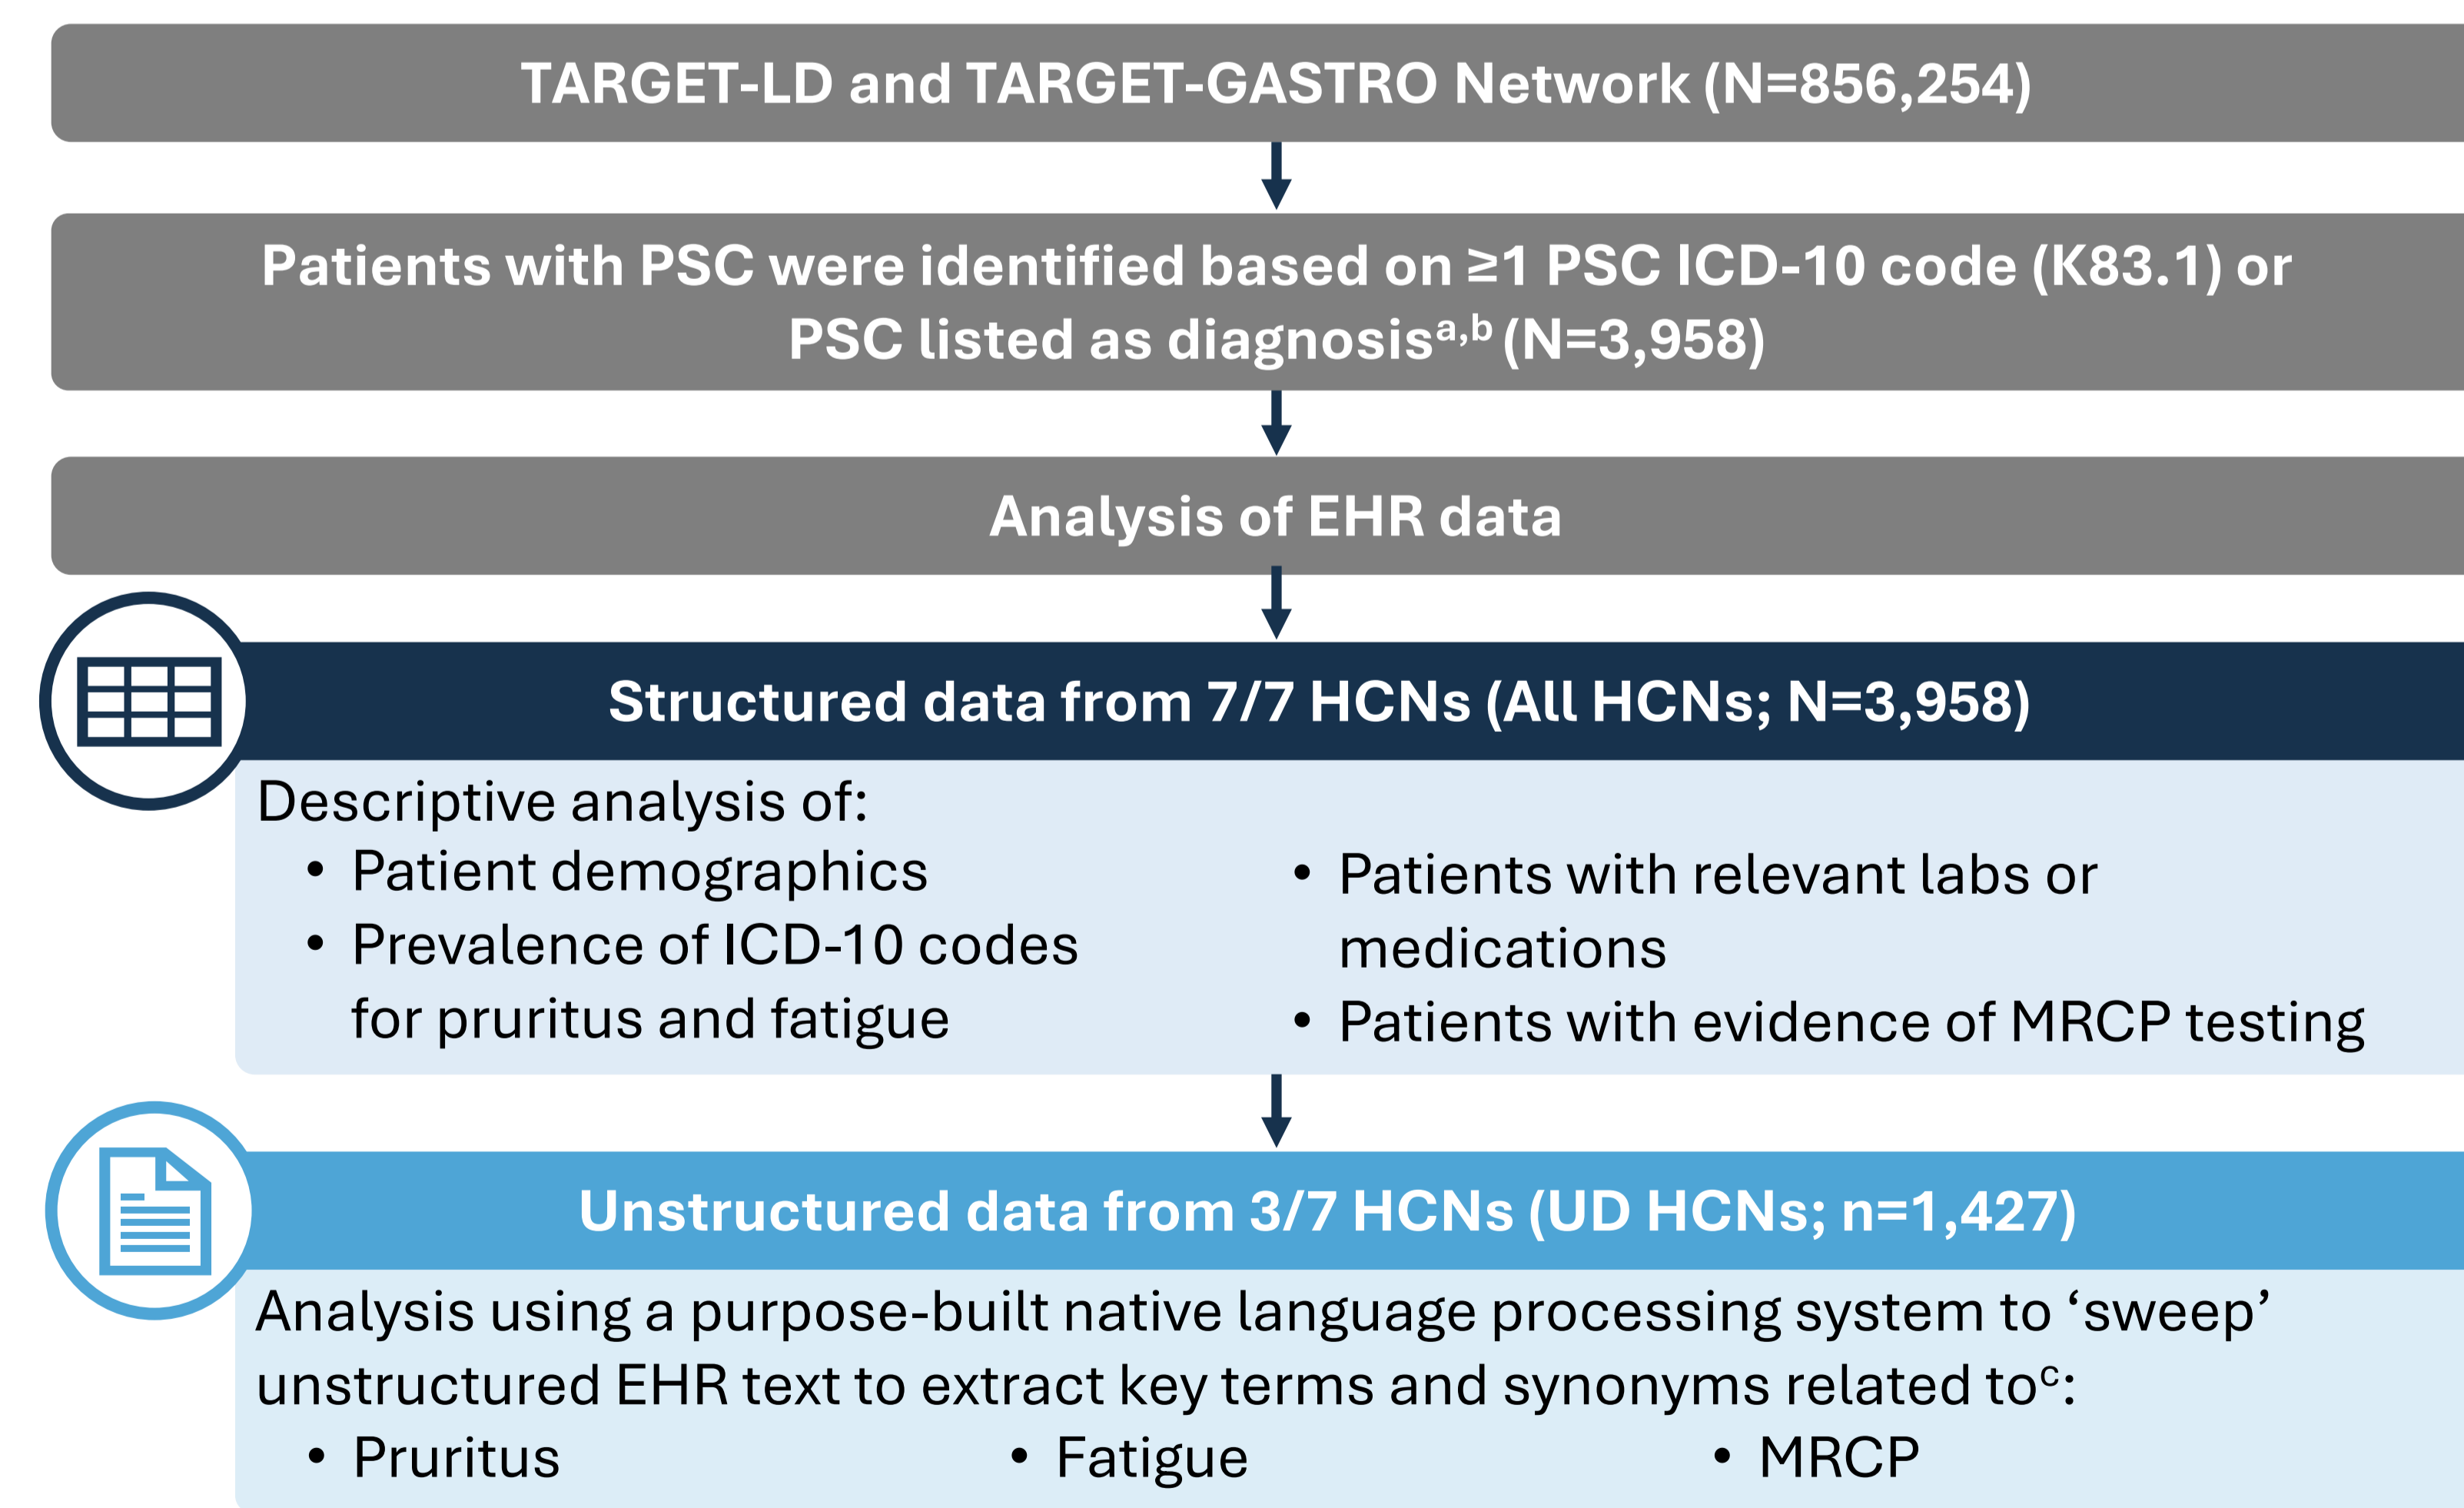 TARGET-LD and TARGET-GASTRO Network (N=856,254)
Patients with PSC were identified based on ≥1 PSC ICD-10 code (K83.1) or
PSC listed as diagnosisᵃ,ᵇ (N=3,958)
Analysis of EHR data
Structured data from 7/7 HCNs (All HCNs; N=3,958)
Descriptive analysis of:
• Patient demographics
• Prevalence of ICD-10 codes
for pruritus and fatigue
• Patients with relevant labs or
medications
• Patients with evidence of MRCP testing
Unstructured data from 3/7 HCNs (UD HCNs; n=1,427)
Analysis using a purpose-built native language processing system to ‘sweep’
unstructured EHR text to extract key terms and synonyms related toᶜ:
• Pruritus
• Fatigue
• MRCP